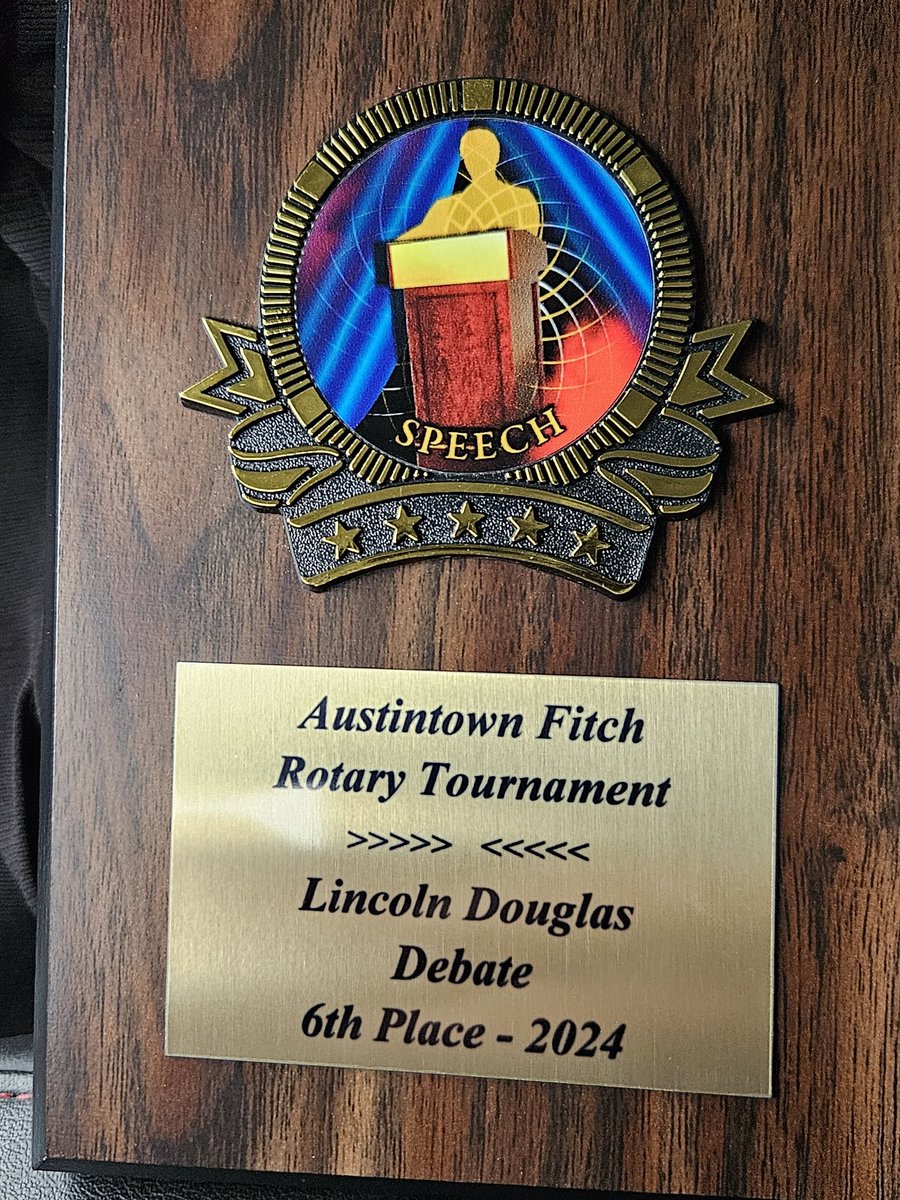 SPEECH
Austintown Fitch
Rotary Tournament
>>>>> <<<<<
Lincoln Douglas
Debate
6th Place - 2024